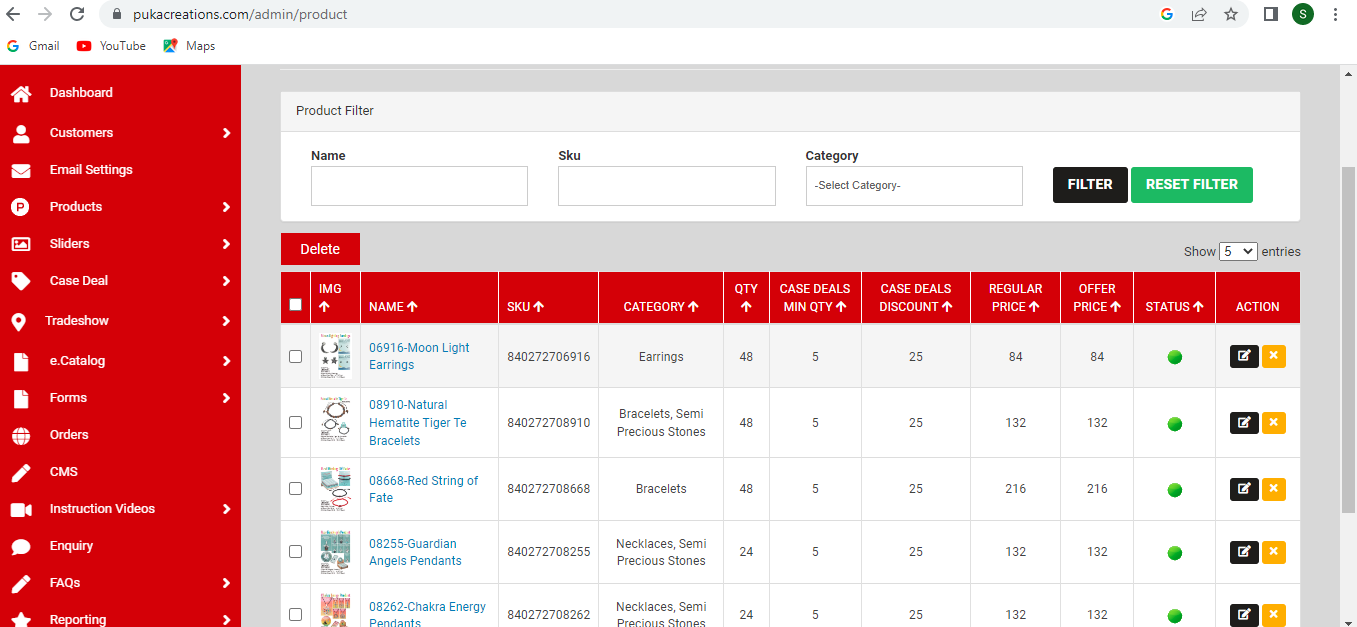 pukacreations.com/admin/product
S
Gmail YouTube Maps
Dashboard
Customers
Email Settings
P Products
Sliders
Case Deal
Tradeshow
e.Catalog
Forms
Orders
CMS
Instruction Videos
Enquiry
FAQs
Reporting
Product Filter
Name Sku Category
-Select Category-
FILTER RESET FILTER
Delete
Show 5 entries
IMG NAME SKU CATEGORY QTY CASE DEALS MIN QTY CASE DEALS DISCOUNT REGULAR PRICE OFFER PRICE STATUS ACTION
06916-Moon Light Earrings 840272706916 Earrings 48 5 25 84 84
08910-Natural Hematite Tiger Te Bracelets 840272708910 Bracelets, Semi Precious Stones 48 5 25 132 132
08668-Red String of Fate 840272708668 Bracelets 48 5 25 216 216
08255-Guardian Angels Pendants 840272708255 Necklaces, Semi Precious Stones 24 5 25 132 132
08262-Chakra Energy Pendants 840272708262 Necklaces, Semi Precious Stones 24 5 25 132 132